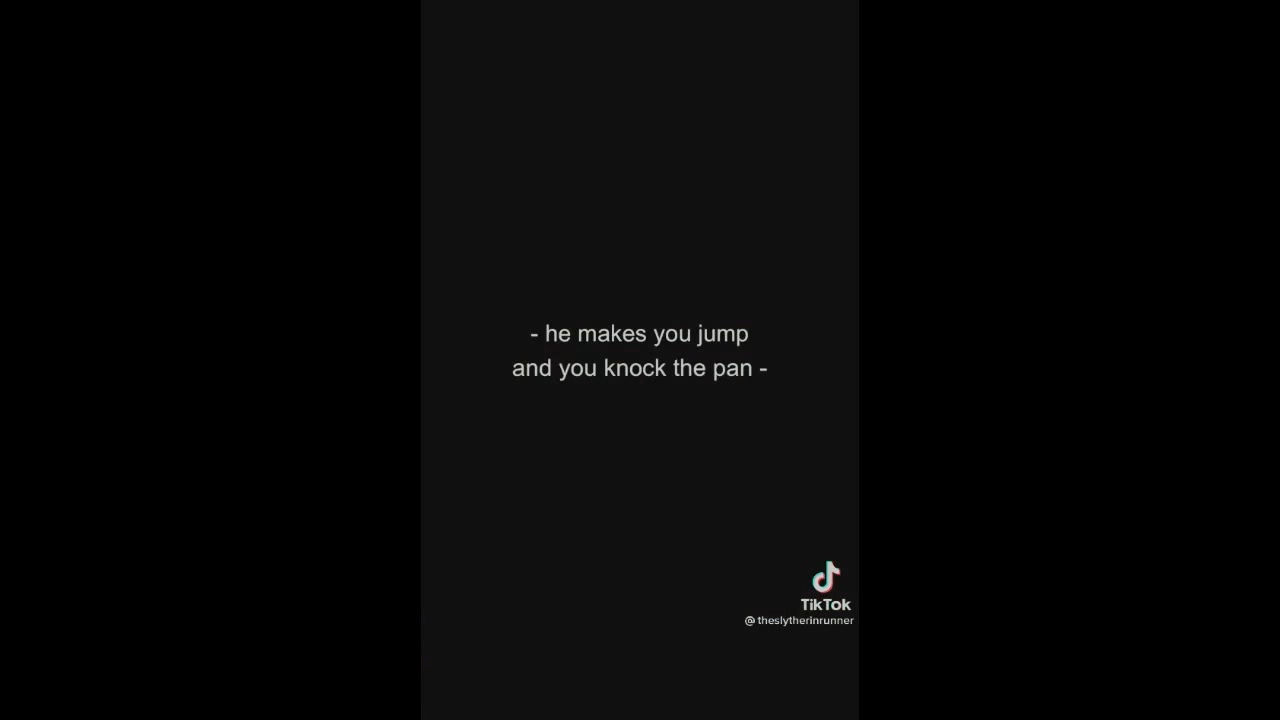 - he makes you jump
and you knock the pan -
TikTok
@theslytherinrunner